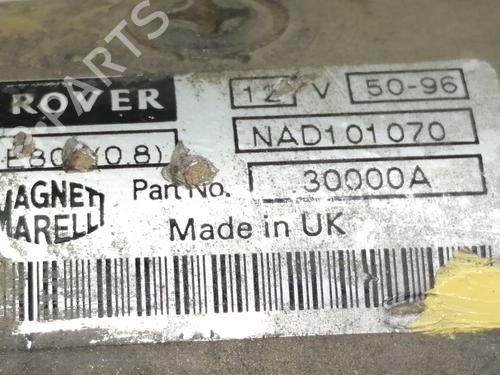 PARTS
ROVER
12 V 50-96
(0.8) NAD101070
Part No. 30000A
MAGNETI
MARELLI
Made in UK